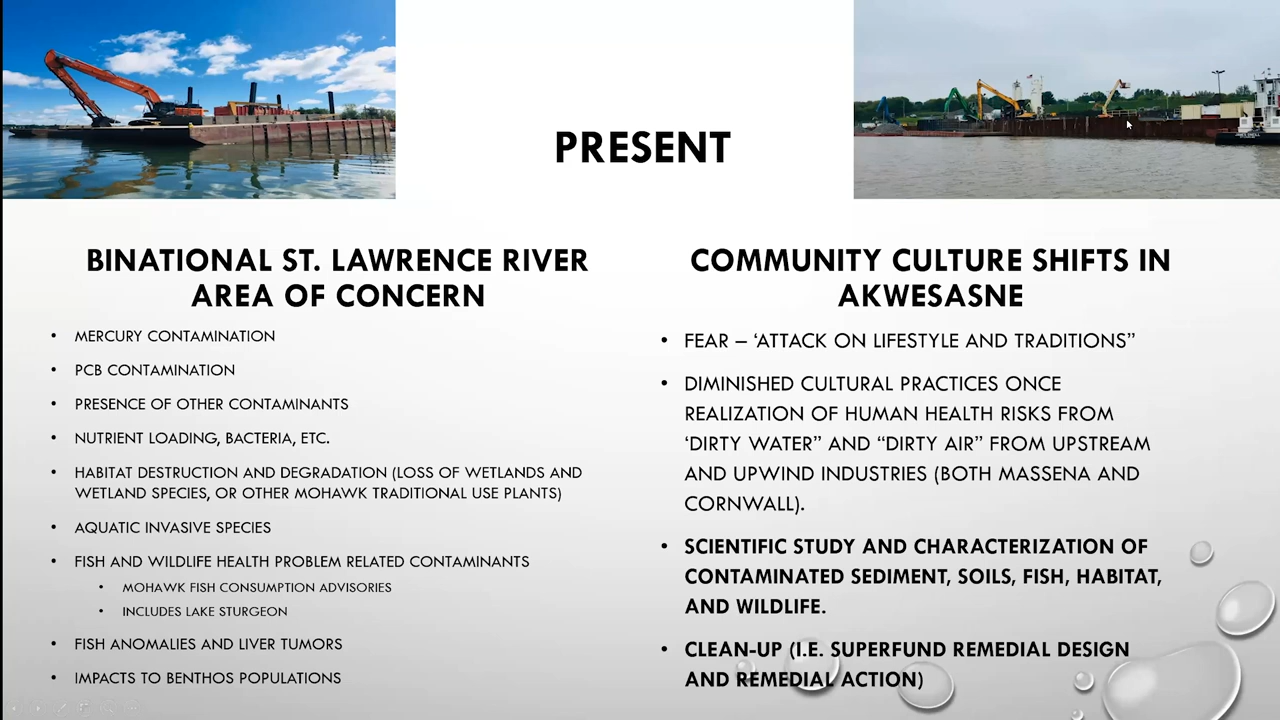 PRESENT
BINATIONAL ST. LAWRENCE RIVER
AREA OF CONCERN
• MERCURY CONTAMINATION
• PCB CONTAMINATION
• PRESENCE OF OTHER CONTAMINANTS
• NUTRIENT LOADING, BACTERIA, ETC.
• HABITAT DESTRUCTION AND DEGRADATION (LOSS OF WETLANDS AND
WETLAND SPECIES, OR OTHER MOHAWK TRADITIONAL USE PLANTS)
• AQUATIC INVASIVE SPECIES
• FISH AND WILDLIFE HEALTH PROBLEM RELATED CONTAMINANTS
• MOHAWK FISH CONSUMPTION ADVISORIES
• INCLUDES LAKE STURGEON
• FISH ANOMALIES AND LIVER TUMORS
• IMPACTS TO BENTHOS POPULATIONS
COMMUNITY CULTURE SHIFTS IN
AKWESASNE
• FEAR – ‘ATTACK ON LIFESTYLE AND TRADITIONS”
• DIMINISHED CULTURAL PRACTICES ONCE
REALIZATION OF HUMAN HEALTH RISKS FROM
‘DIRTY WATER” AND “DIRTY AIR” FROM UPSTREAM
AND UPWIND INDUSTRIES (BOTH MASSENA AND
CORNWALL).
• SCIENTIFIC STUDY AND CHARACTERIZATION OF
CONTAMINATED SEDIMENT, SOILS, FISH, HABITAT,
AND WILDLIFE.
• CLEAN-UP (I.E. SUPERFUND REMEDIAL DESIGN
AND REMEDIAL ACTION)